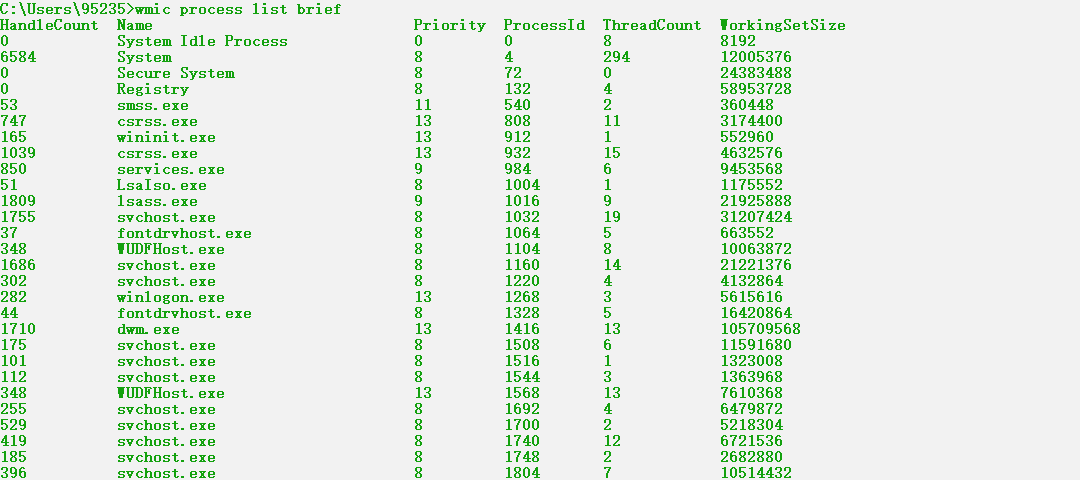 C:\Users\95235>wmic process list brief
HandleCount  Name  Priority  ProcessId  ThreadCount  WorkingSetSize
0  System Idle Process  0  0  8  8192
6584  System  8  4  294  12005376
0  Secure System  8  72  0  24383488
0  Registry  8  132  4  58953728
53  smss.exe  11  540  2  360448
747  csrss.exe  13  808  11  3174400
165  wininit.exe  13  912  1  552960
1039  csrss.exe  13  932  15  4632576
850  services.exe  9  984  6  9453568
51  LsaIso.exe  8  1004  1  1175552
1809  lsass.exe  9  1016  9  21925888
1755  svchost.exe  8  1032  19  31207424
37  fontdrvhost.exe  8  1064  5  663552
348  WUDFHost.exe  8  1104  8  10063872
1686  svchost.exe  8  1160  14  21221376
302  svchost.exe  8  1220  4  4132864
282  winlogon.exe  13  1268  3  5615616
44  fontdrvhost.exe  8  1328  5  16420864
1710  dwm.exe  13  1416  13  105709568
175  svchost.exe  8  1508  6  11591680
101  svchost.exe  8  1516  1  1323008
112  svchost.exe  8  1544  3  1363968
348  WUDFHost.exe  13  1568  13  7610368
255  svchost.exe  8  1692  4  6479872
529  svchost.exe  8  1700  2  5218304
419  svchost.exe  8  1740  12  6721536
185  svchost.exe  8  1748  2  2682880
396  svchost.exe  8  1804  7  10514432